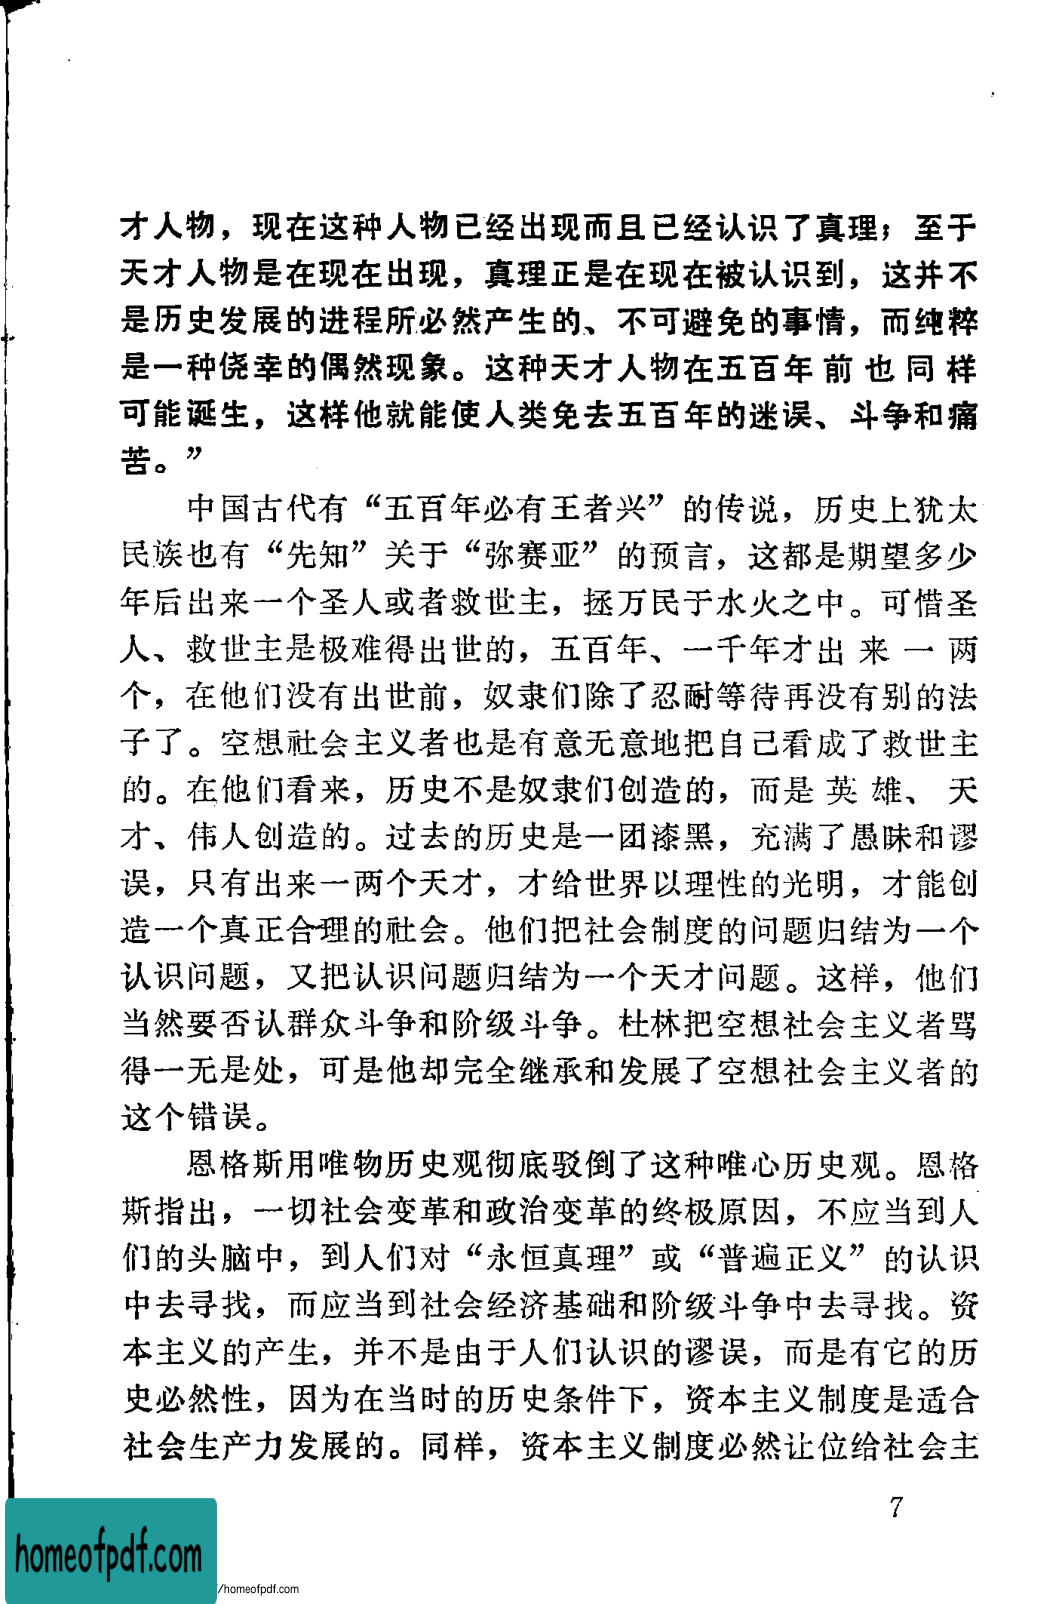 才人物，现在这种人物已经出现而且已经认识了真理；至于
天才人物是在现在出现，真理正是在现在被认识到，这并不
是历史发展的进程所必然产生的、不可避免的事情，而纯粹
是一种侥幸的偶然现象。这种天才人物在五百年前也同样
可能诞生，这样他就能使人类免去五百年的迷误、斗争和痛
苦。”
中国古代有“五百年必有王者兴”的传说，历史上犹太
民族也有“先知”关于“弥赛亚”的预言，这都是期望多少
年后出来一个圣人或者救世主，拯万民于水火之中。可惜圣
人、救世主是极难得出世的，五百年、一千年才出来一两
个，在他们没有出世前，奴隶们除了忍耐等待再没有别的法
子了。空想社会主义者也是有意无意地把自己看成了救世主
的。在他们看来，历史不是奴隶们创造的，而是英雄、天
才、伟人创造的。过去的历史是一团漆黑，充满了愚昧和谬
误，只有出来一两个天才，才给世界以理性的光明，才能创
造一个真正合理的社会。他们把社会制度的问题归结为一个
认识问题，又把认识问题归结为一个天才问题。这样，他们
当然要否认群众斗争和阶级斗争。杜林把空想社会主义者骂
得一无是处，可是他却完全继承和发展了空想社会主义者的
这个错误。
恩格斯用唯物历史观彻底驳倒了这种唯心历史观。恩格
斯指出，一切社会变革和政治变革的终极原因，不应当到人
们的头脑中，到人们对“永恒真理”或“普遍正义”的认识
中去寻找，而应当到社会经济基础和阶级斗争中去寻找。资
本主义的产生，并不是由于人们认识的谬误，而是有它的历
史必然性，因为在当时的历史条件下，资本主义制度是适合
社会生产力发展的。同样，资本主义制度必然让位给社会主
7
homeofpdf.com
/homeofpdf.com